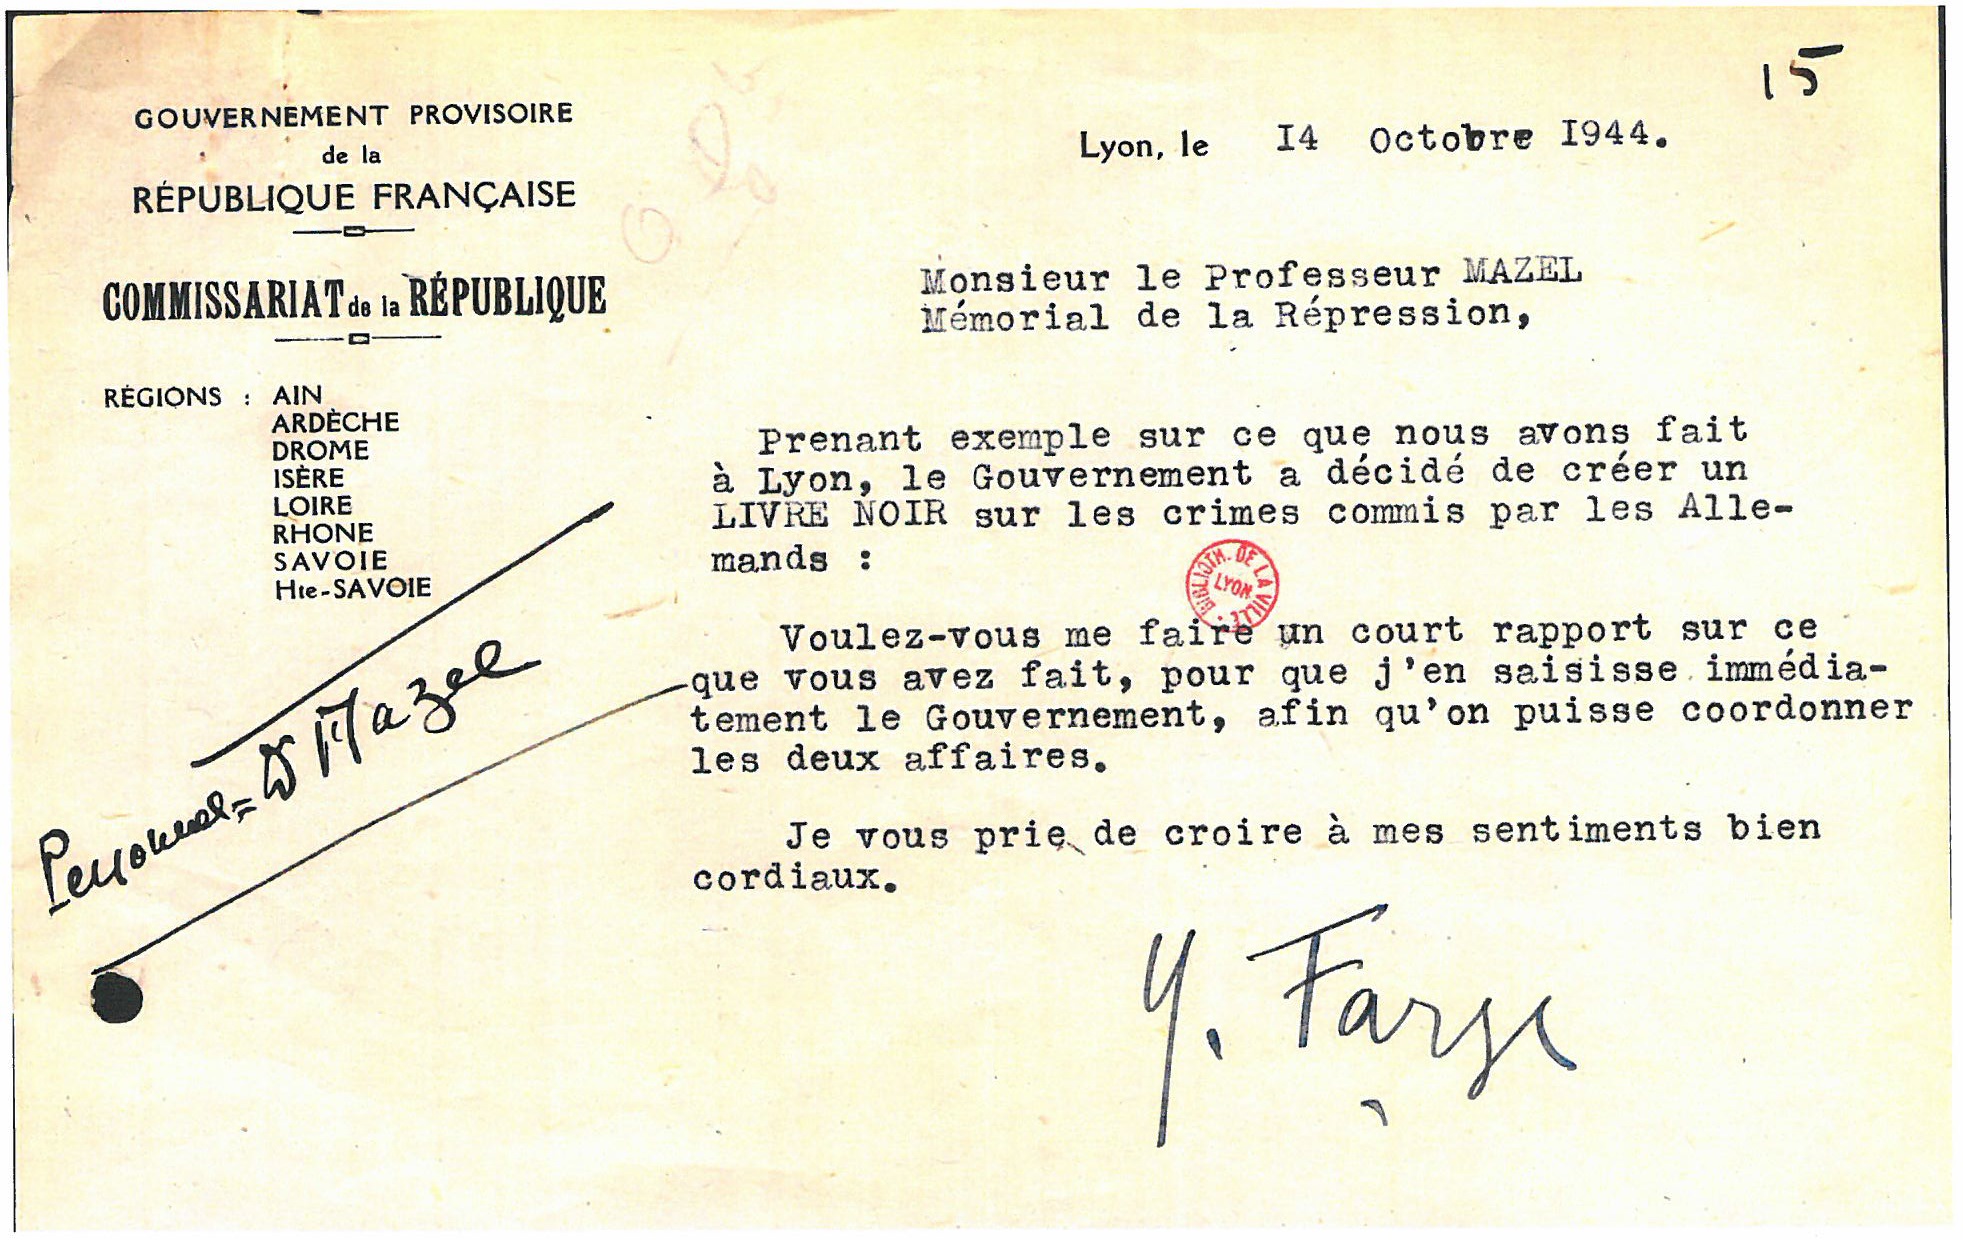 15
GOUVERNEMENT PROVISOIRE
de la
RÉPUBLIQUE FRANÇAISE
COMMISSARIAT de la RÉPUBLIQUE
RÉGIONS : AIN
ARDÈCHE
DROME
ISÈRE
LOIRE
RHONE
SAVOIE
Hte-SAVOIE
Lyon, le I4 Octobre I944.
Monsieur le Professeur MAZEL
Mémorial de la Répression,
Prenant exemple sur ce que nous avons fait
à Lyon, le Gouvernement a décidé de créer un
LIVRE NOIR sur les crimes commis par les Alle-
mands :
BIBLIOTH. DE LA VILLE
LYON
Voulez-vous me faire un court rapport sur ce
que vous avez fait, pour que j'en saisisse immédia-
tement le Gouvernement, afin qu'on puisse coordonner
les deux affaires.
Je vous prie de croire à mes sentiments bien
cordiaux.
Personnel = Dr Mazel
Y. Farge